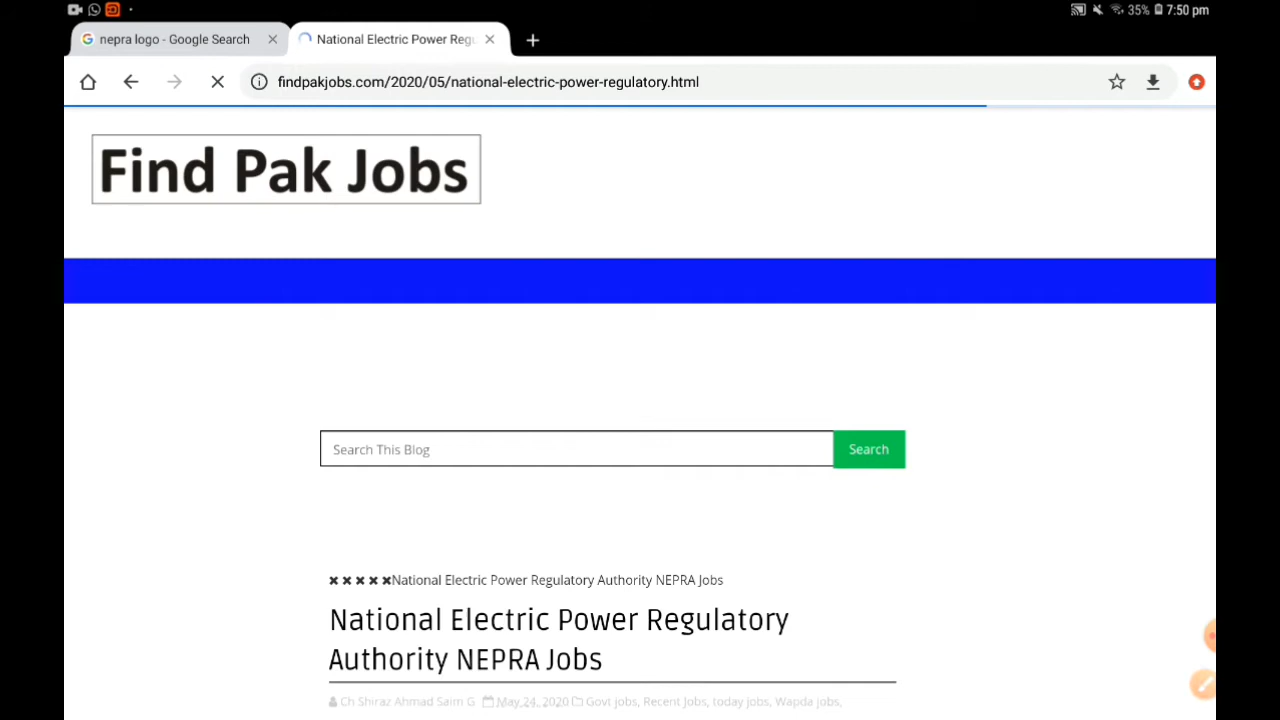 35% 7:50 pm
nepra logo - Google Search
National Electric Power Reg
findpakjobs.com/2020/05/national-electric-power-regulatory.html
Find Pak Jobs
Search This Blog
Search
National Electric Power Regulatory Authority NEPRA Jobs
National Electric Power Regulatory
Authority NEPRA Jobs
Ch Shiraz Ahmad Saim G May 24, 2020 Govt jobs, Recent Jobs, today jobs, Wapda jobs,